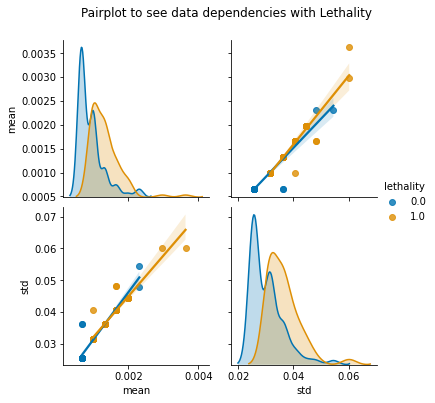 Pairplot to see data dependencies with Lethality
0.0035
0.0030
0.0025
0.0020
0.0015
0.0010
0.0005
mean
lethality
0.0
1.0
0.07
0.06
0.05
0.04
0.03
std
0.002 0.004
mean
0.02 0.04 0.06
std